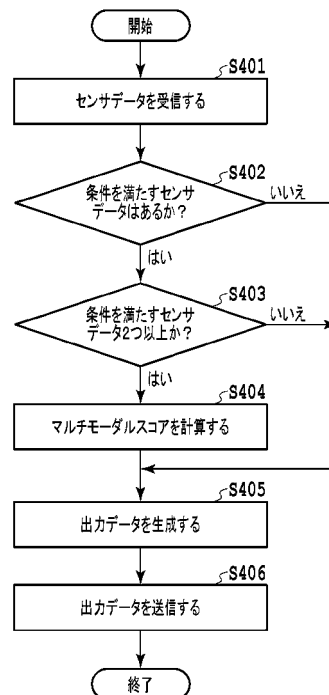 開始
S401
センサデータを受信する
S402
条件を満たすセンサ
データはあるか？
いいえ
はい
S403
条件を満たすセンサ
データ2つ以上か？
いいえ
はい
S404
マルチモーダルスコアを計算する
S405
出力データを生成する
S406
出力データを送信する
終了